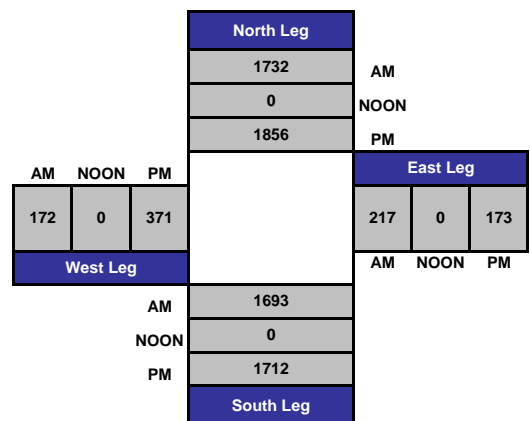 North Leg
1732 AM
0 NOON
1856 PM
AM NOON PM
East Leg
172 0 371
217 0 173
West Leg
AM NOON PM
AM 1693
NOON 0
PM 1712
South Leg